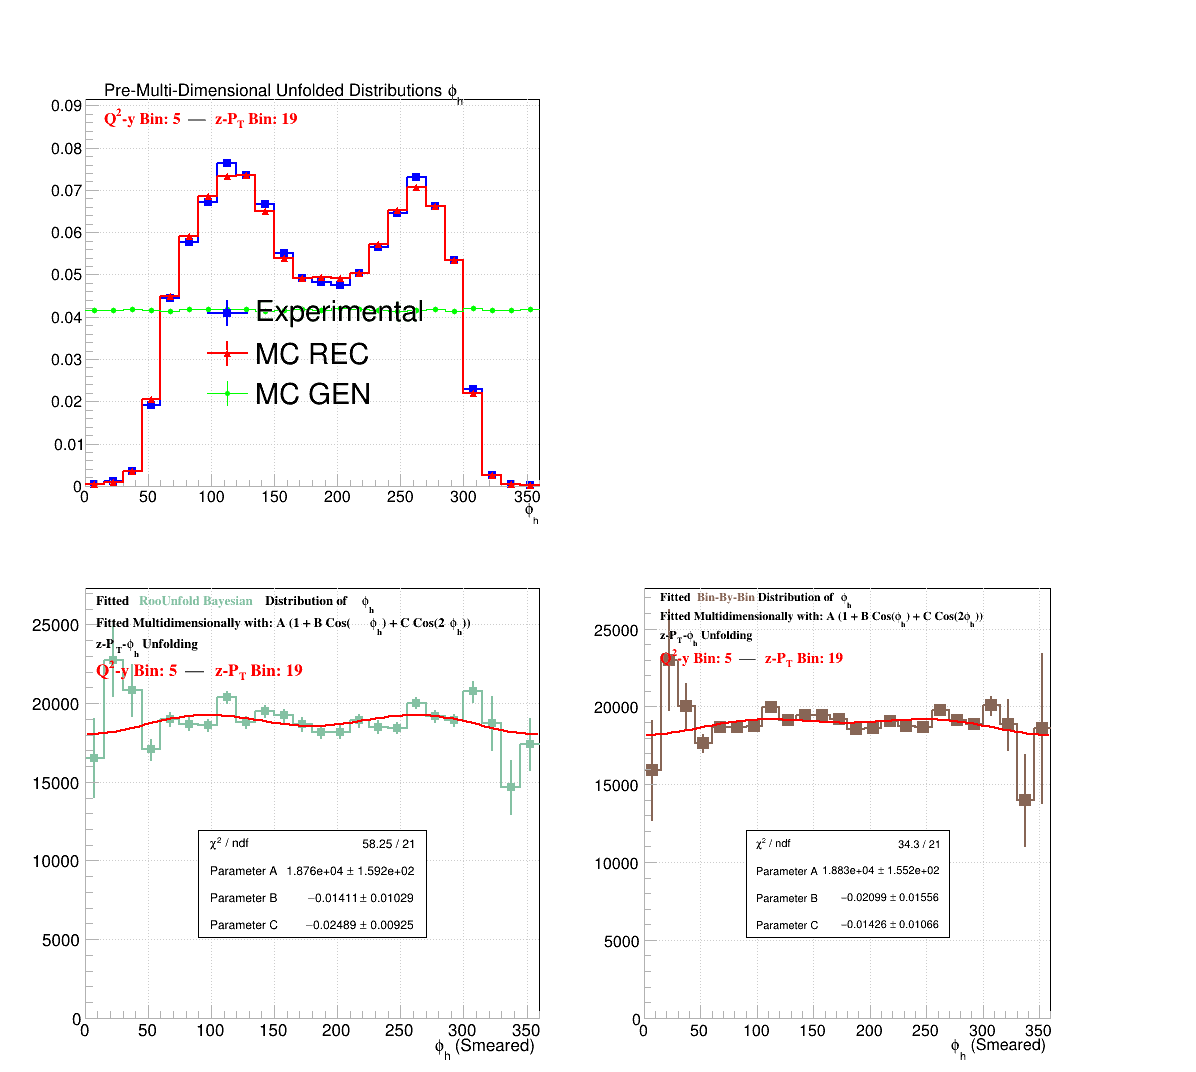 Pre-Multi-Dimensional Unfolded Distributions ϕh
Q²-y Bin: 5 — z-PT Bin: 19
0.09
0.08
0.07
0.06
0.05
0.04
0.03
0.02
0.01
0
Experimental
MC REC
MC GEN
0 50 100 150 200 250 300 350
ϕh
Fitted RooUnfold Bayesian Distribution of ϕh
Fitted Multidimensionally with: A (1 + B Cos( ϕh) + C Cos(2 ϕh))
z-PT-ϕh Unfolding
Q²-y Bin: 5 — z-PT Bin: 19
25000
20000
15000
10000
5000
0
χ² / ndf 58.25 / 21
Parameter A 1.876e+04 ± 1.592e+02
Parameter B −0.01411 ± 0.01029
Parameter C −0.02489 ± 0.00925
0 50 100 150 200 250 300 350
ϕh (Smeared)
Fitted Bin-By-Bin Distribution of ϕh
Fitted Multidimensionally with: A (1 + B Cos(ϕh) + C Cos(2ϕh))
z-PT-ϕh Unfolding
Q²-y Bin: 5 — z-PT Bin: 19
25000
20000
15000
10000
5000
0
χ² / ndf 34.3 / 21
Parameter A 1.883e+04 ± 1.552e+02
Parameter B −0.02099 ± 0.01556
Parameter C −0.01426 ± 0.01066
0 50 100 150 200 250 300 350
ϕh (Smeared)